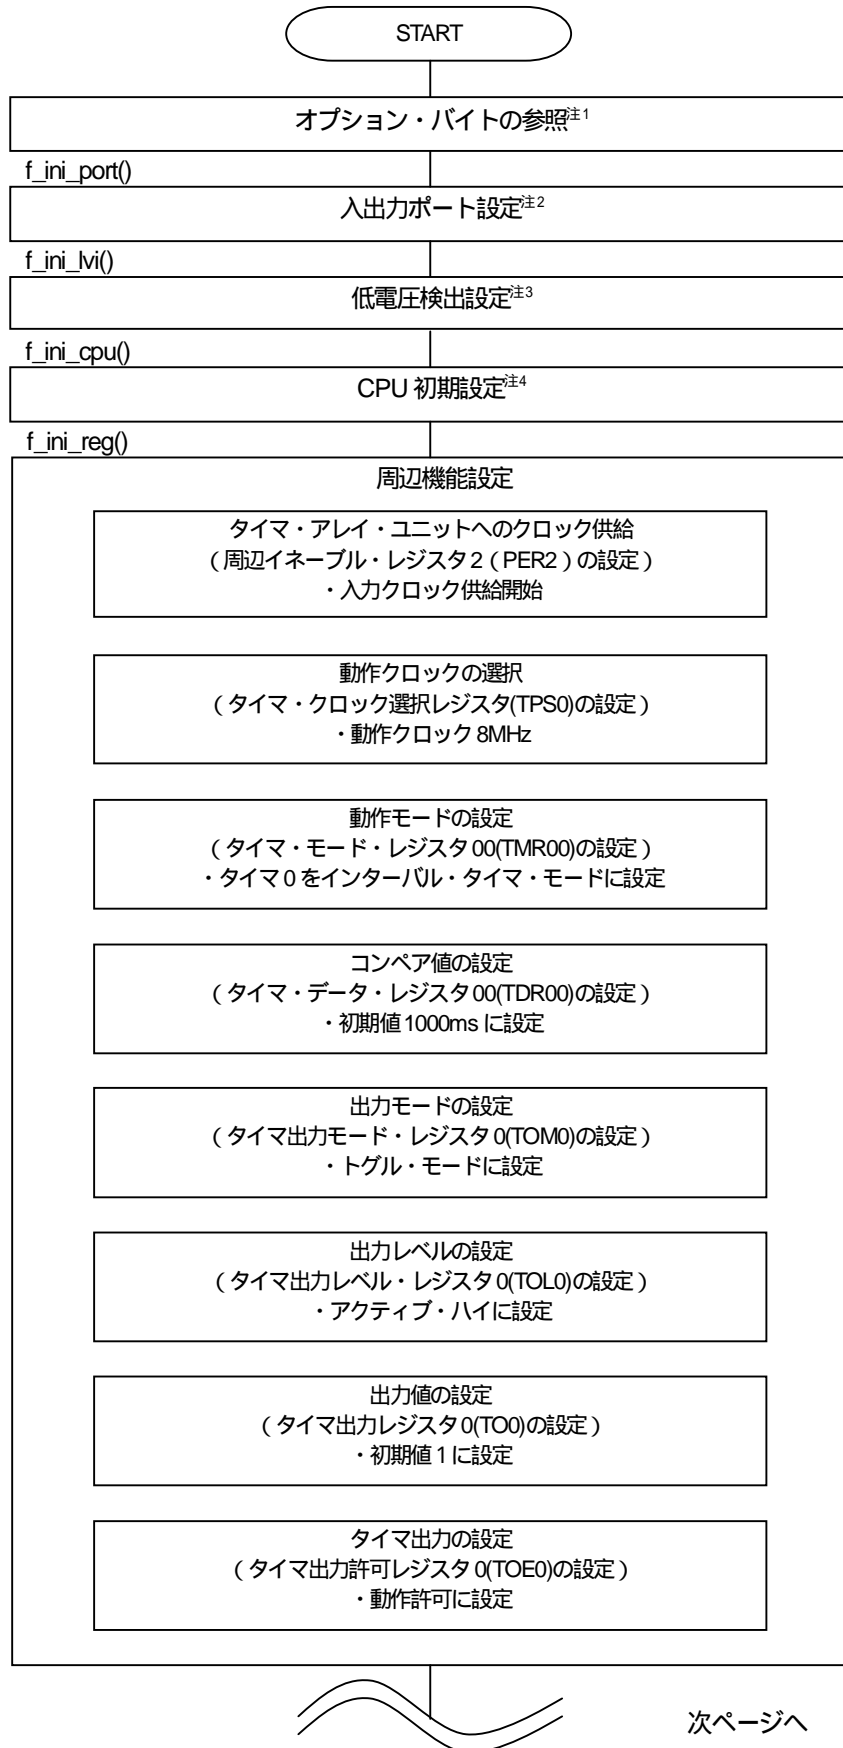 START
オプション・バイトの参照注1
f_ini_port()
入出力ポート設定注2
f_ini_lvi()
低電圧検出設定注3
f_ini_cpu()
CPU 初期設定注4
f_ini_reg()
周辺機能設定
タイマ・アレイ・ユニットへのクロック供給
（周辺イネーブル・レジスタ2（PER2）の設定）
・入力クロック供給開始
動作クロックの選択
（タイマ・クロック選択レジスタ(TPS0)の設定）
・動作クロック 8MHz
動作モードの設定
（タイマ・モード・レジスタ 00(TMR00)の設定）
・タイマ 0 をインターバル・タイマ・モードに設定
コンペア値の設定
（タイマ・データ・レジスタ 00(TDR00)の設定）
・初期値 1000ms に設定
出力モードの設定
（タイマ出力モード・レジスタ 0(TOM0)の設定）
・トグル・モードに設定
出力レベルの設定
（タイマ出力レベル・レジスタ 0(TOL0)の設定）
・アクティブ・ハイに設定
出力値の設定
（タイマ出力レジスタ 0(TO0)の設定）
・初期値 1 に設定
タイマ出力の設定
（タイマ出力許可レジスタ 0(TOE0)の設定）
・動作許可に設定
次ページへ